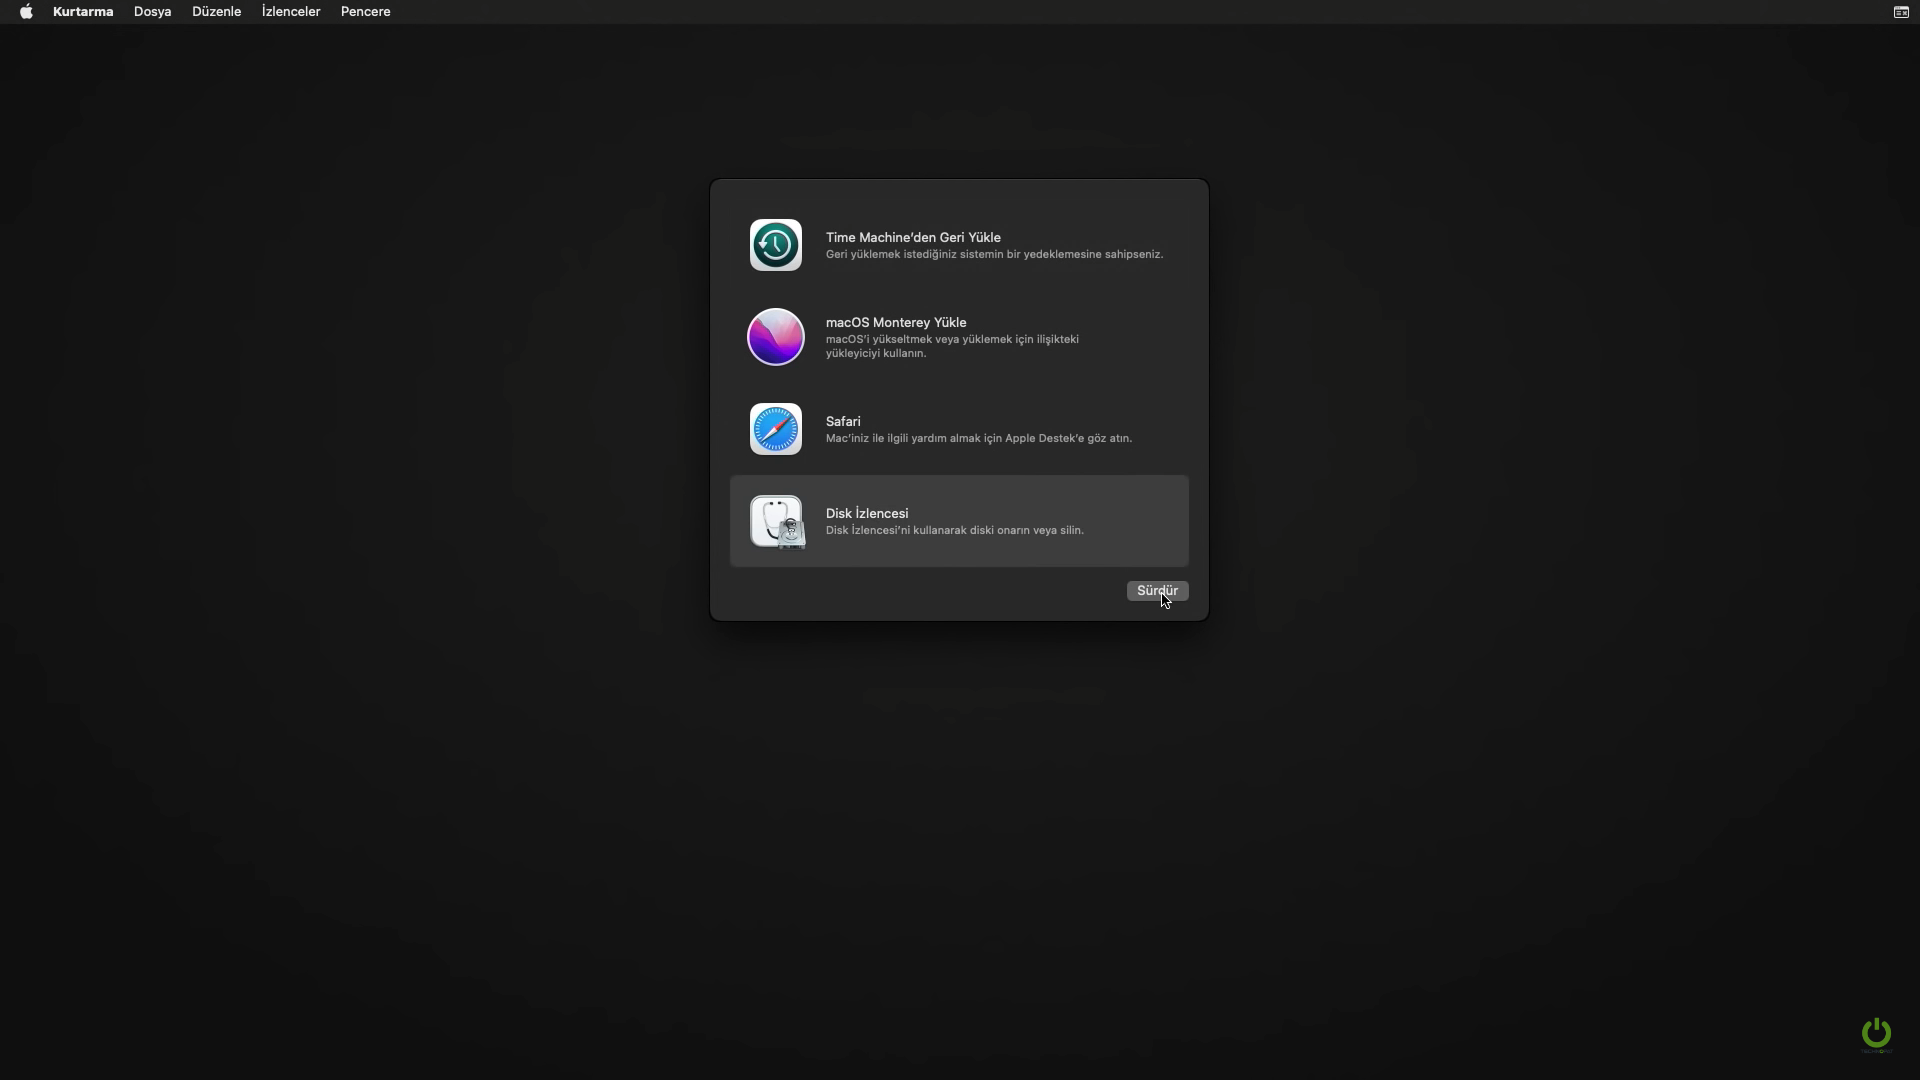 Kurtarma Dosya Düzenle İzlenceler Pencere
Time Machine'den Geri Yükle
Geri yüklemek istediğiniz sistemin bir yedeklemesine sahipseniz.
macOS Monterey Yükle
macOS'i yükseltmek veya yüklemek için ilişikteki
yükleyiciyi kullanın.
Safari
Mac'iniz ile ilgili yardım almak için Apple Destek'e göz atın.
Disk İzlencesi
Disk İzlencesi'ni kullanarak diski onarın veya silin.
Sürdür